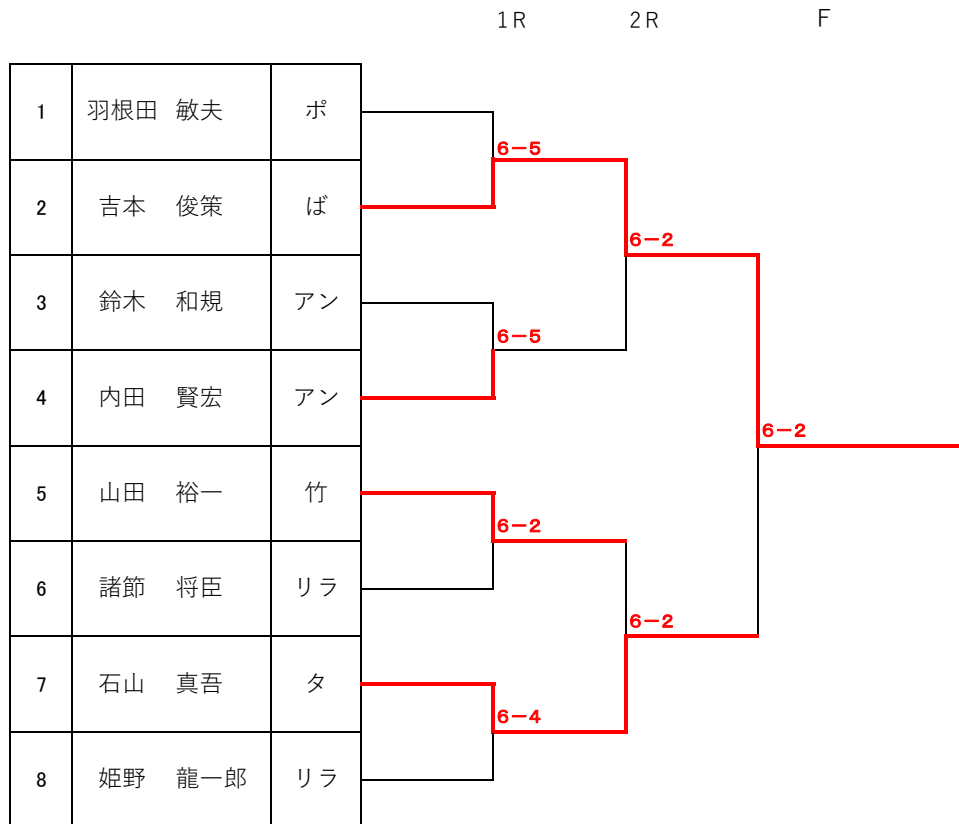 1R 2R F
1 羽根田 敏夫 ポ
6-5
2 吉本 俊策 ば
6-2
3 鈴木 和規 アン
6-5
4 内田 賢宏 アン
6-2
5 山田 裕一 竹
6-2
6 諸節 将臣 リラ
6-2
7 石山 真吾 タ
6-4
8 姫野 龍一郎 リラ